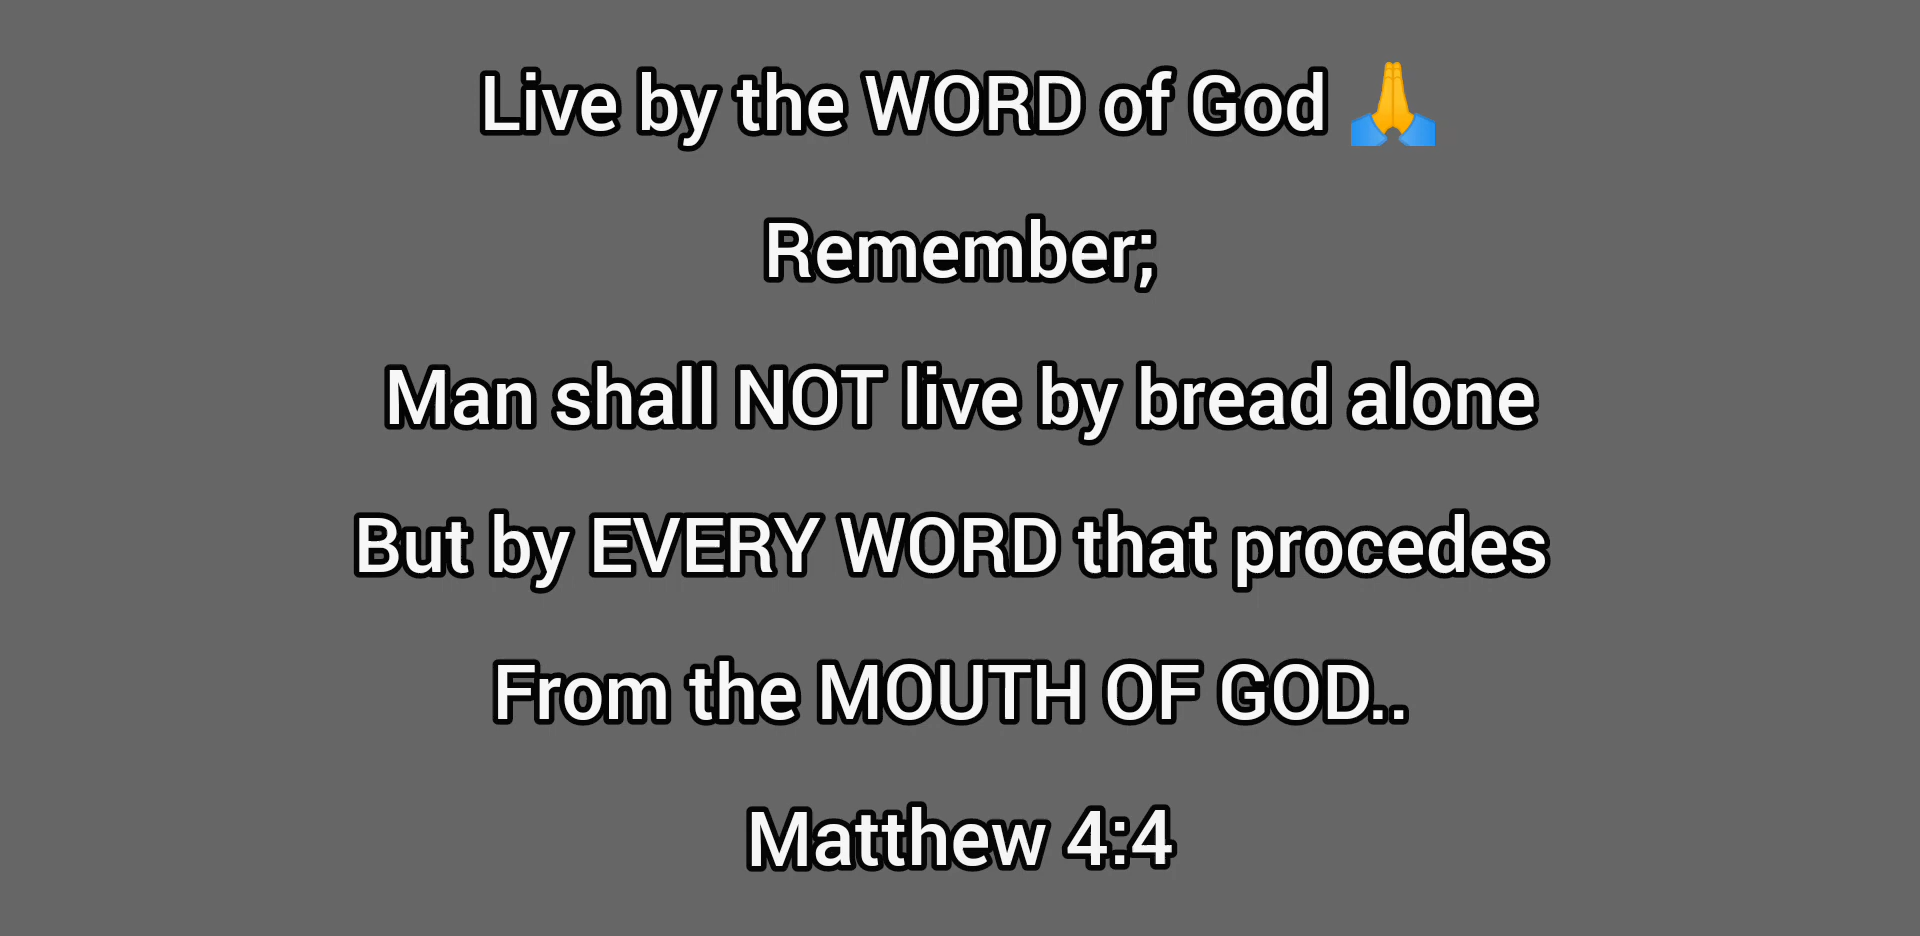 Live by the WORD of God 🙏
Remember;
Man shall NOT live by bread alone
But by EVERY WORD that procedes
From the MOUTH OF GOD..
Matthew 4:4